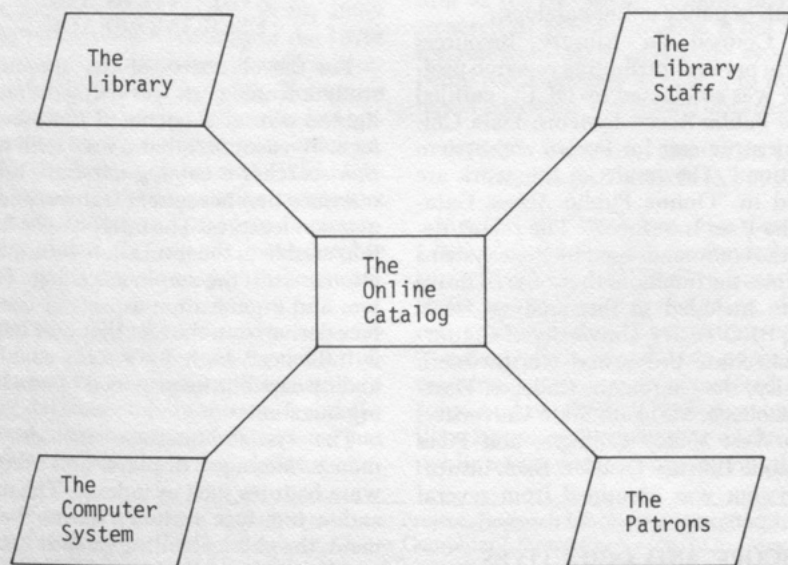 The
Library
The
Library
Staff
The
Online
Catalog
The
Computer
System
The
Patrons